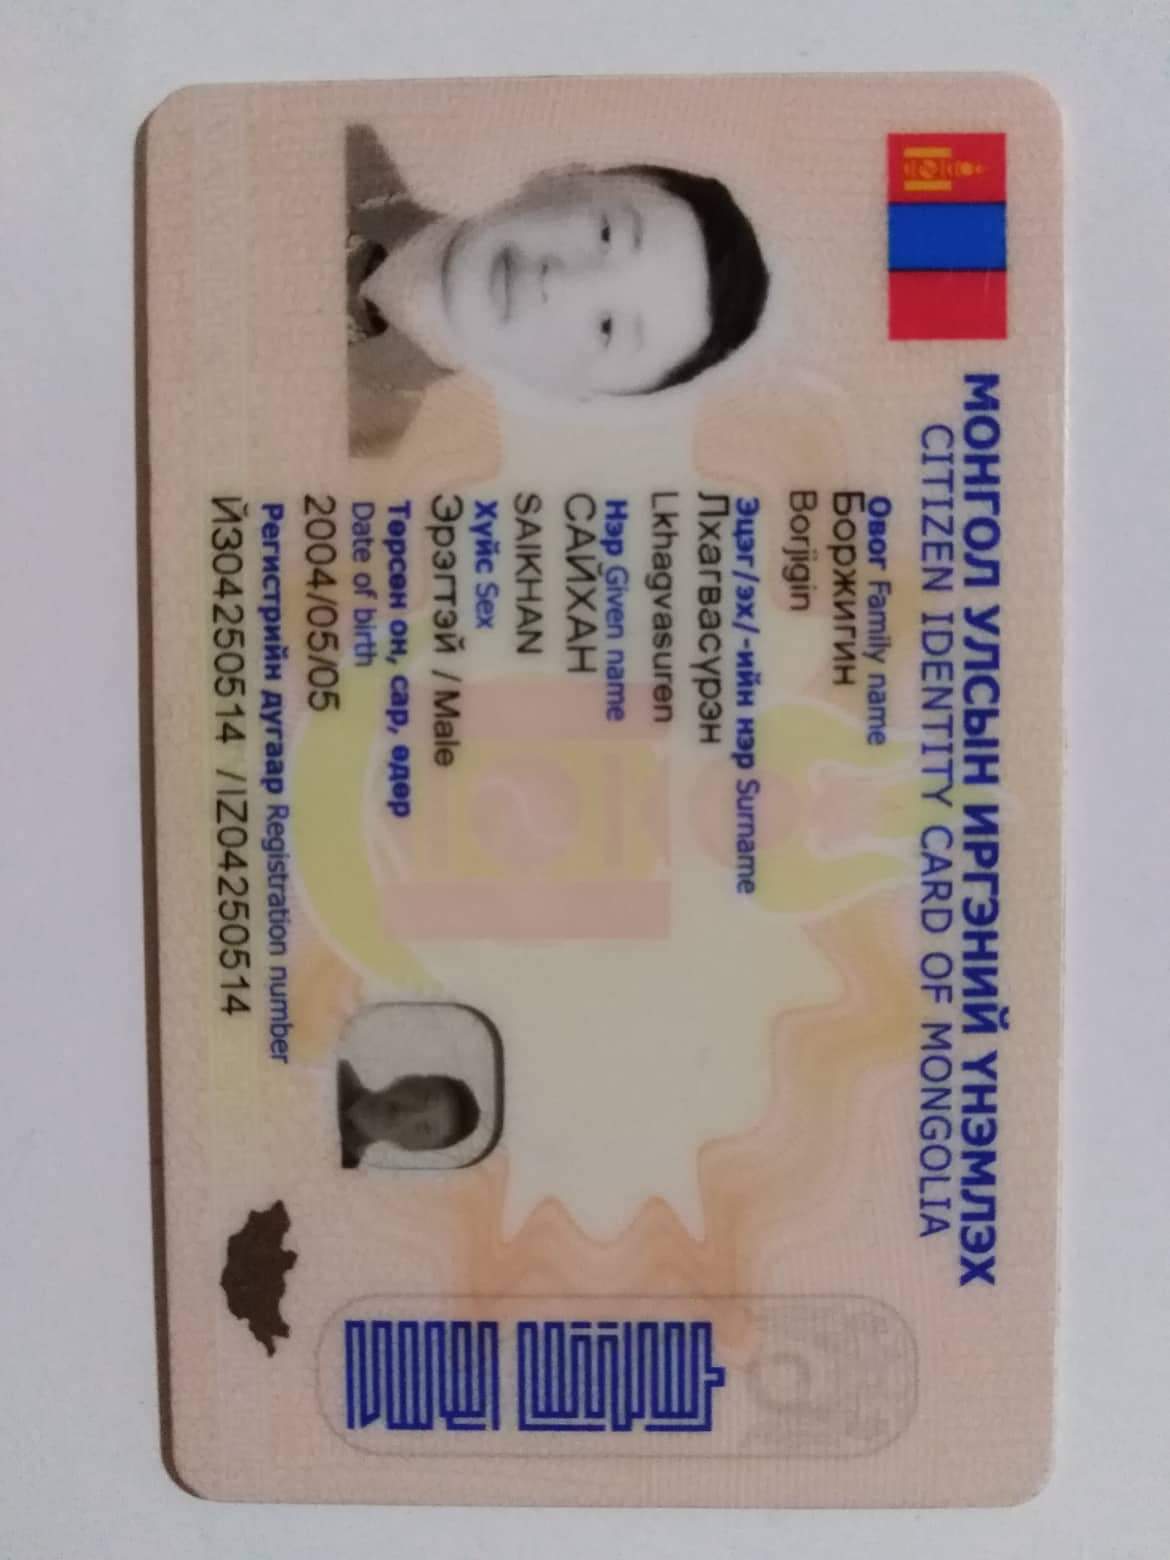 МОНГОЛ УЛСЫН ИРГЭНИЙ ҮНЭМЛЭХ
CITIZEN IDENTITY CARD OF MONGOLIA
Овог Family name
Боржигин
Borjigin
Эцэг/эх/-ийн нэр Surname
Лхагвасүрэн
Lkhagvasuren
Нэр Given name
САЙХАН
SAIKHAN
Хүйс Sex
Эрэгтэй / Male
Төрсөн он, сар, өдөр
Date of birth
2004/05/05
Регистрийн дугаар Registration number
ЙЗ04250514 /IZ04250514